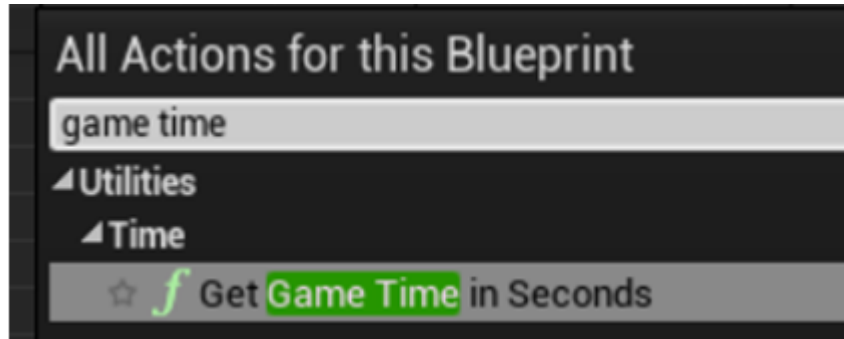 All Actions for this Blueprint
game time
Utilities
Time
f Get Game Time in Seconds